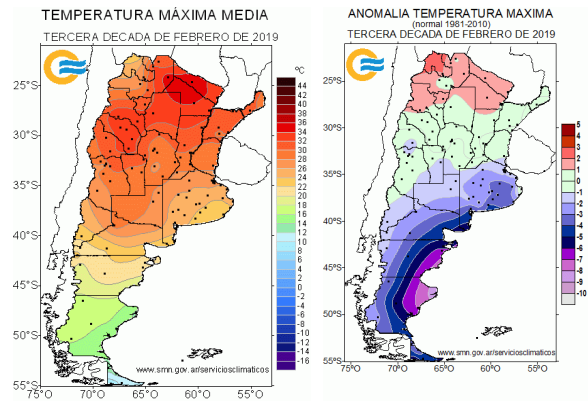 TEMPERATURA MÁXIMA MEDIA
TERCERA DECADA DE FEBRERO DE 2019
ºC
44
42
40
38
36
34
32
30
28
26
24
22
20
18
16
14
12
10
8
6
4
2
0
-2
-4
-6
-8
-10
-12
-14
-16
25°S
30°S
35°S
40°S
45°S
50°S
55°S
75°O
70°O
65°O
60°O
55°O
www.smn.gov.ar/serviciosclimaticos
ANOMALIA TEMPERATURA MAXIMA
(normal 1981-2010)
TERCERA DECADA DE FEBRERO DE 2019
5
3
2
1
0
-1
-2
-3
-4
-5
-6
-7
-8
-9
-10
25°S
30°S
35°S
40°S
45°S
50°S
55°S
75°O
70°O
65°O
60°O
55°O
www.smn.gov.ar/serviciosclimaticos